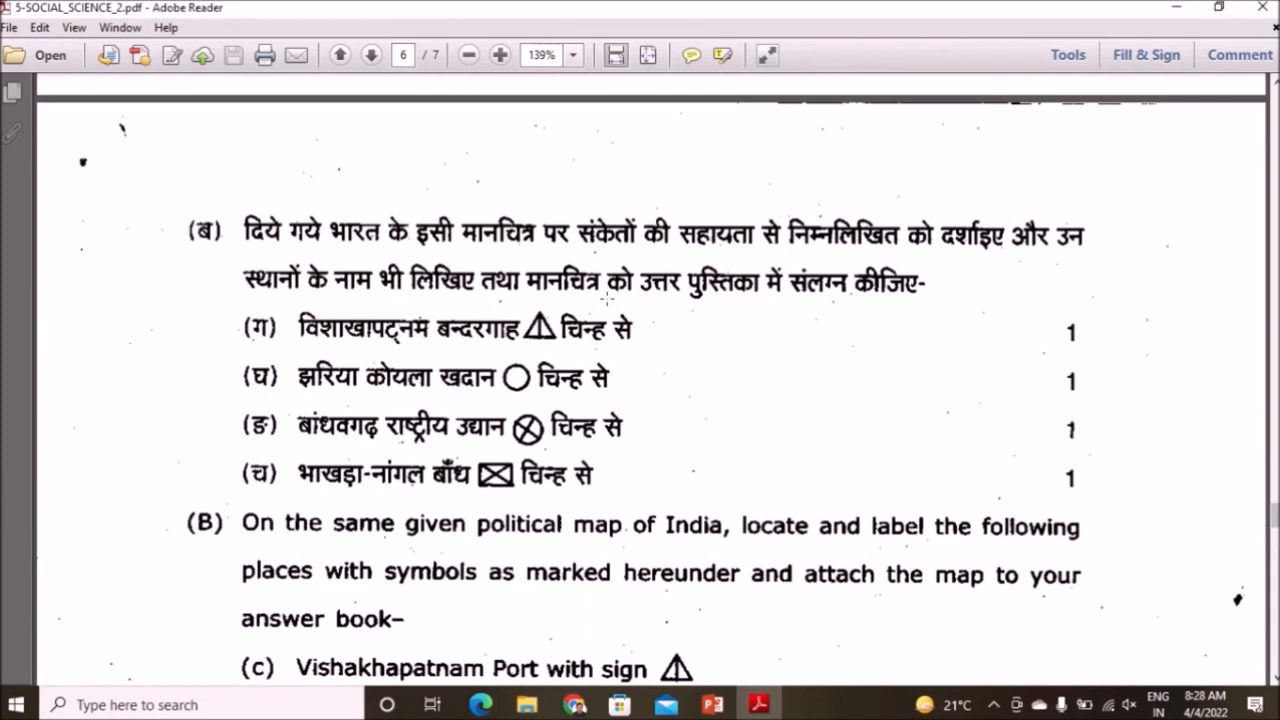 5-SOCIAL_SCIENCE_2.pdf - Adobe Reader
File Edit View Window Help
Open 6 / 7 139% Tools Fill & Sign Comment
(ब) दिये गये भारत के इसी मानचित्र पर संकेतों की सहायता से निम्नलिखित को दर्शाइए और उन
स्थानों के नाम भी लिखिए तथा मानचित्र को उत्तर पुस्तिका में संलग्न कीजिए-
(ग) विशाखापट्नम बन्दरगाह चिन्ह से 1
(घ) झरिया कोयला खदान चिन्ह से 1
(ङ) बांधवगढ़ राष्ट्रीय उद्यान चिन्ह से 1
(च) भाखड़ा-नांगल बाँध चिन्ह से 1
(B) On the same given political map of India, locate and label the following
places with symbols as marked hereunder and attach the map to your
answer book–
(c) Vishakhapatnam Port with sign
Type here to search 21°C ENG 8:28 AM
IN 4/4/2022